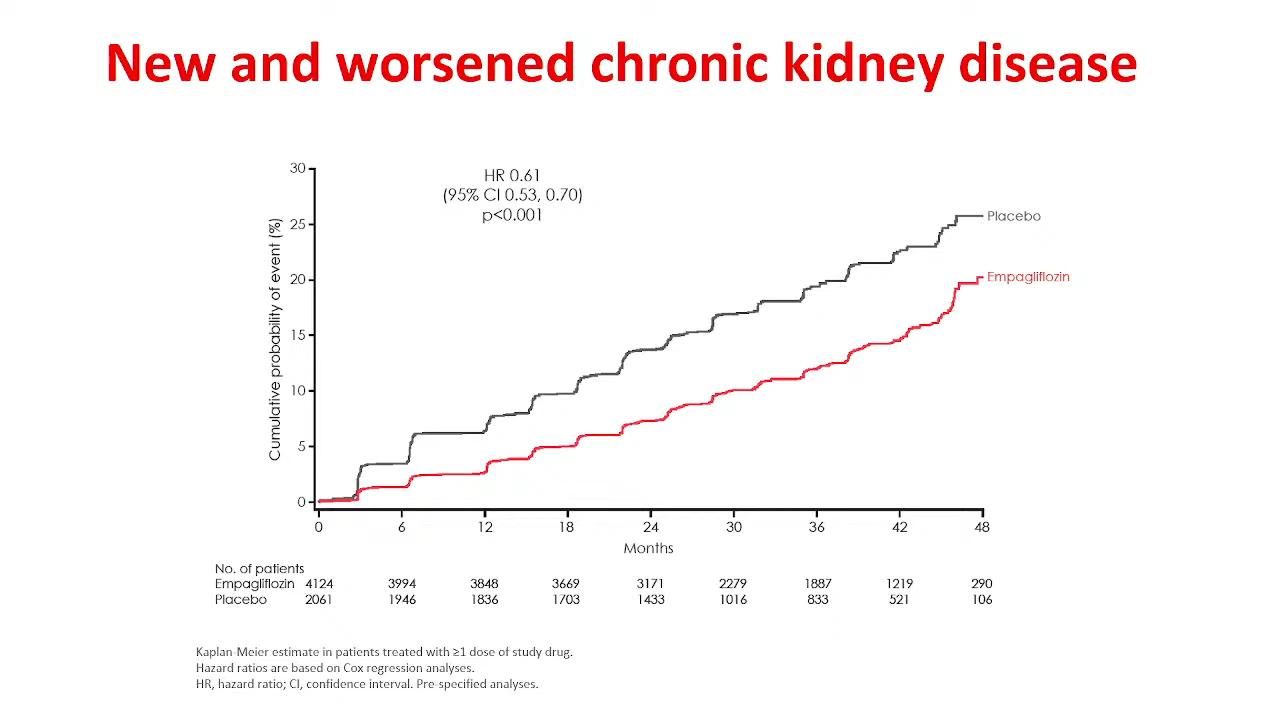 New and worsened chronic kidney disease
HR 0.61
(95% CI 0.53, 0.70)
p<0.001
Cumulative probability of event (%)
30
25
20
15
10
5
0
Placebo
Empagliflozin
0 6 12 18 24 30 36 42 48
Months
No. of patients
Empagliflozin 4124 3994 3848 3669 3171 2279 1887 1219 290
Placebo 2061 1946 1836 1703 1433 1016 833 521 106
Kaplan-Meier estimate in patients treated with ≥1 dose of study drug.
Hazard ratios are based on Cox regression analyses.
HR, hazard ratio; CI, confidence interval. Pre-specified analyses.